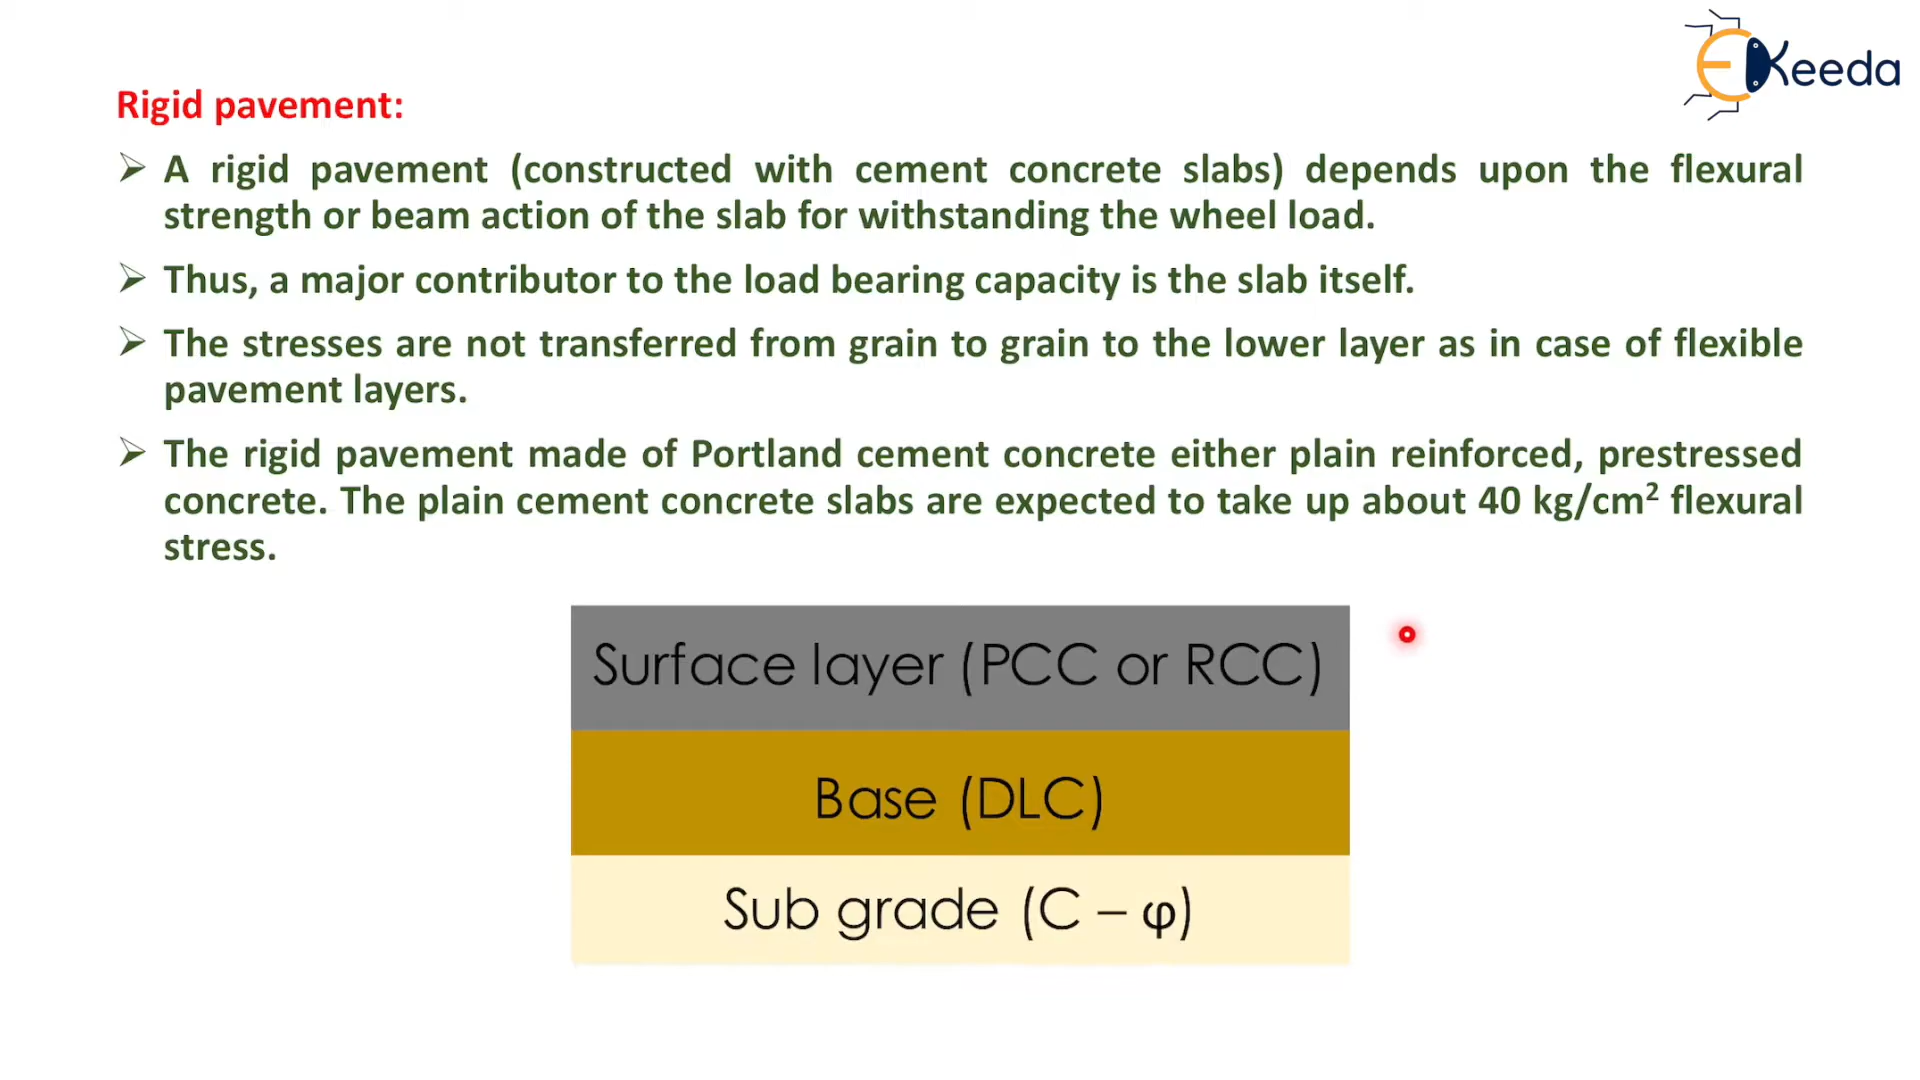 EKeeda
Rigid pavement:
➢ A rigid pavement (constructed with cement concrete slabs) depends upon the flexural
strength or beam action of the slab for withstanding the wheel load.
➢ Thus, a major contributor to the load bearing capacity is the slab itself.
➢ The stresses are not transferred from grain to grain to the lower layer as in case of flexible
pavement layers.
➢ The rigid pavement made of Portland cement concrete either plain reinforced, prestressed
concrete. The plain cement concrete slabs are expected to take up about 40 kg/cm² flexural
stress.
Surface layer (PCC or RCC)
Base (DLC)
Sub grade (C – φ)